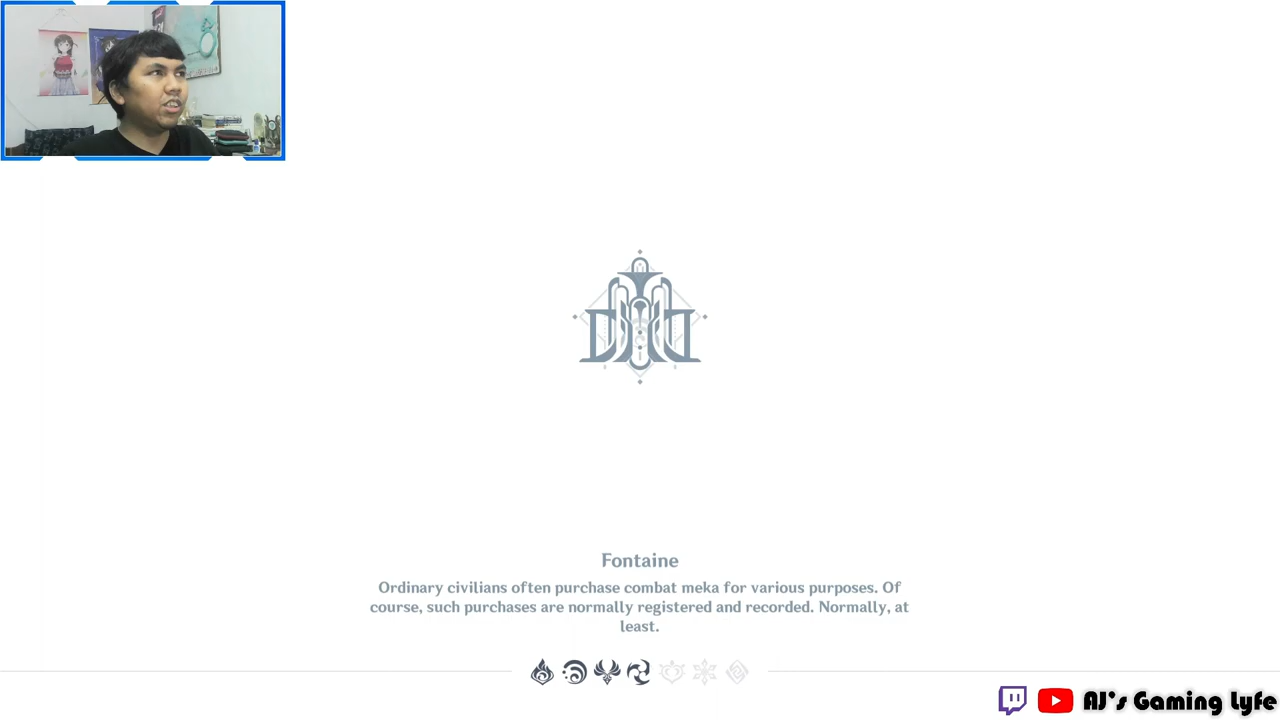 Fontaine
Ordinary civilians often purchase combat meka for various purposes. Of
course, such purchases are normally registered and recorded. Normally, at
least.
AJ's Gaming Lyfe